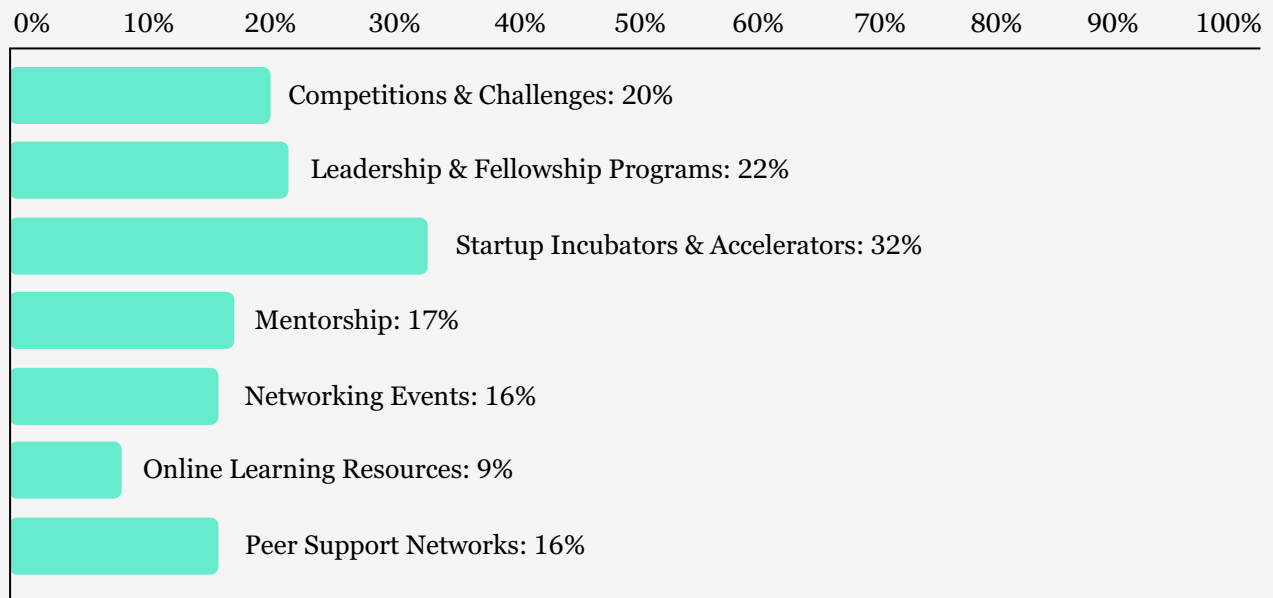 0% 10% 20% 30% 40% 50% 60% 70% 80% 90% 100%
Competitions & Challenges: 20%
Leadership & Fellowship Programs: 22%
Startup Incubators & Accelerators: 32%
Mentorship: 17%
Networking Events: 16%
Online Learning Resources: 9%
Peer Support Networks: 16%